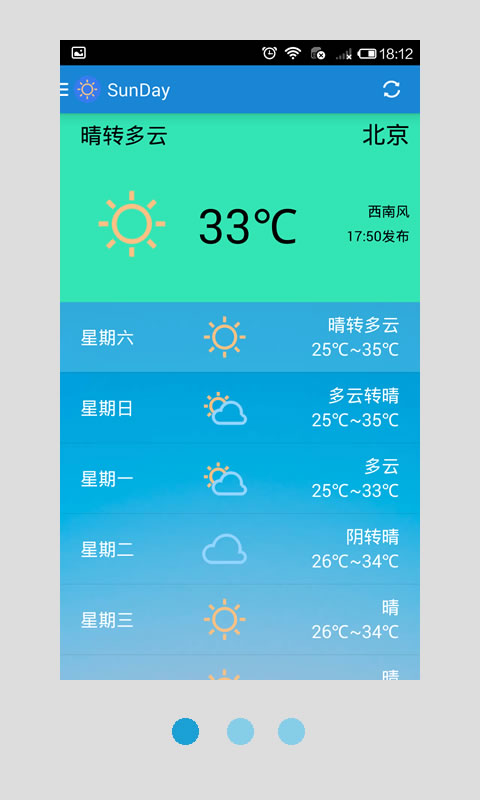 18:12
SunDay
晴转多云
北京
33℃
西南风
17:50发布
星期六
晴转多云
25℃~35℃
星期日
多云转晴
25℃~35℃
星期一
多云
25℃~33℃
星期二
阴转晴
26℃~34℃
星期三
晴
26℃~34℃
晴